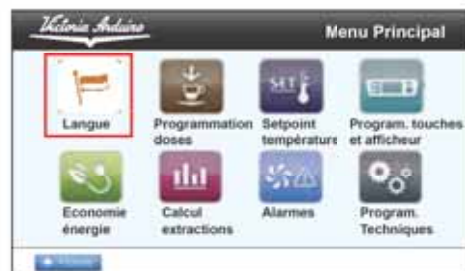 Victoria Arduino
Menu Principal
Langue
Programmation
doses
Setpoint
température
Program. touches
et afficheur
SET
Economie
énergie
Calcul
extractions
Alarmes
Program.
Techniques